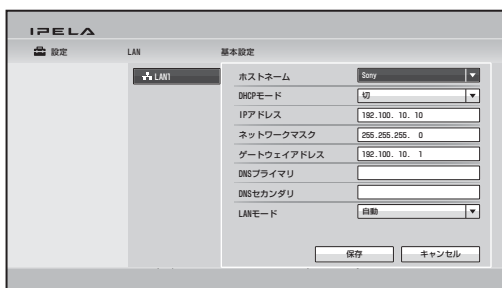 IPELA
設定 LAN 基本設定
LAN1
ホストネーム Sony
DHCPモード 切
IPアドレス 192.100. 10. 10
ネットワークマスク 255.255.255. 0
ゲートウェイアドレス 192.100. 10. 1
DNSプライマリ
DNSセカンダリ
LANモード 自動
保存 キャンセル